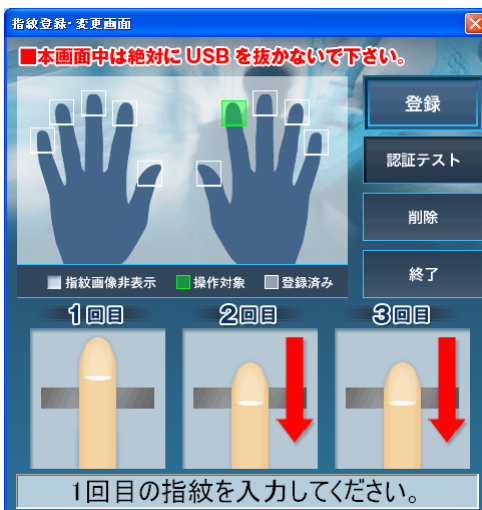 指紋登録・変更画面
■本画面中は絶対に USB を抜かないで下さい。
登録
認証テスト
削除
終了
指紋画像非表示 操作対象 登録済み
1回目 2回目 3回目
1回目の指紋を入力してください。